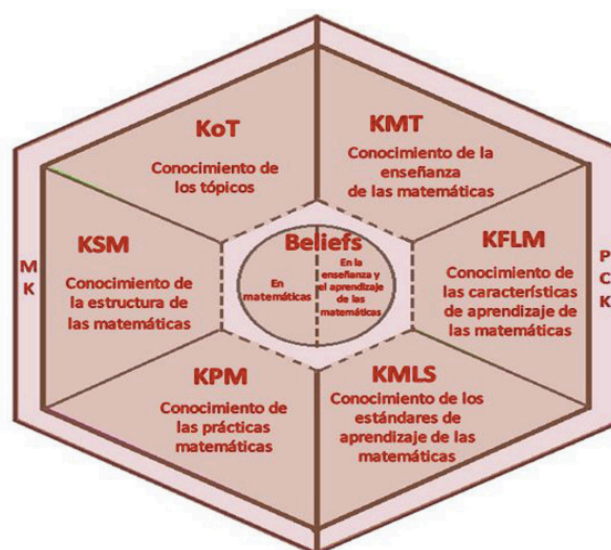 KoT
Conocimiento de
los tópicos
KMT
Conocimiento de la
enseñanza
de las matemáticas
MK
KSM
Conocimiento de
la estructura de
las matemáticas
Beliefs
En
matemáticas
En la
enseñanza y
el aprendizaje
de las
matemáticas
KFLM
Conocimiento de
las características
de aprendizaje de
las matemáticas
PCK
KPM
Conocimiento de
las prácticas
matemáticas
KMLS
Conocimiento de los
estándares de
aprendizaje de las
matemáticas